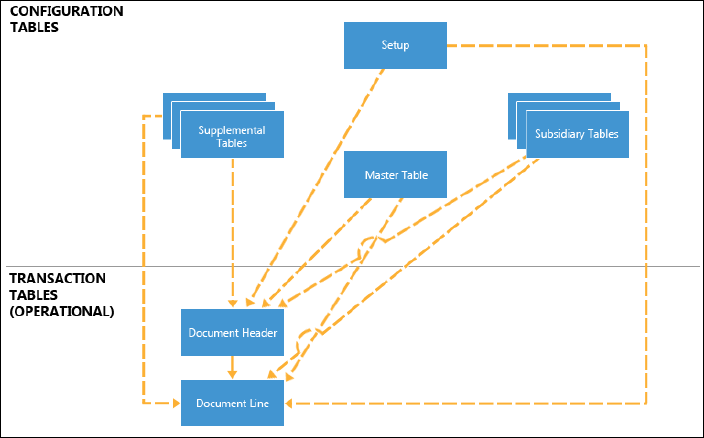 CONFIGURATION
TABLES
Setup
Supplemental
Tables
Subsidiary Tables
Master Table
TRANSACTION
TABLES
(OPERATIONAL)
Document Header
Document Line